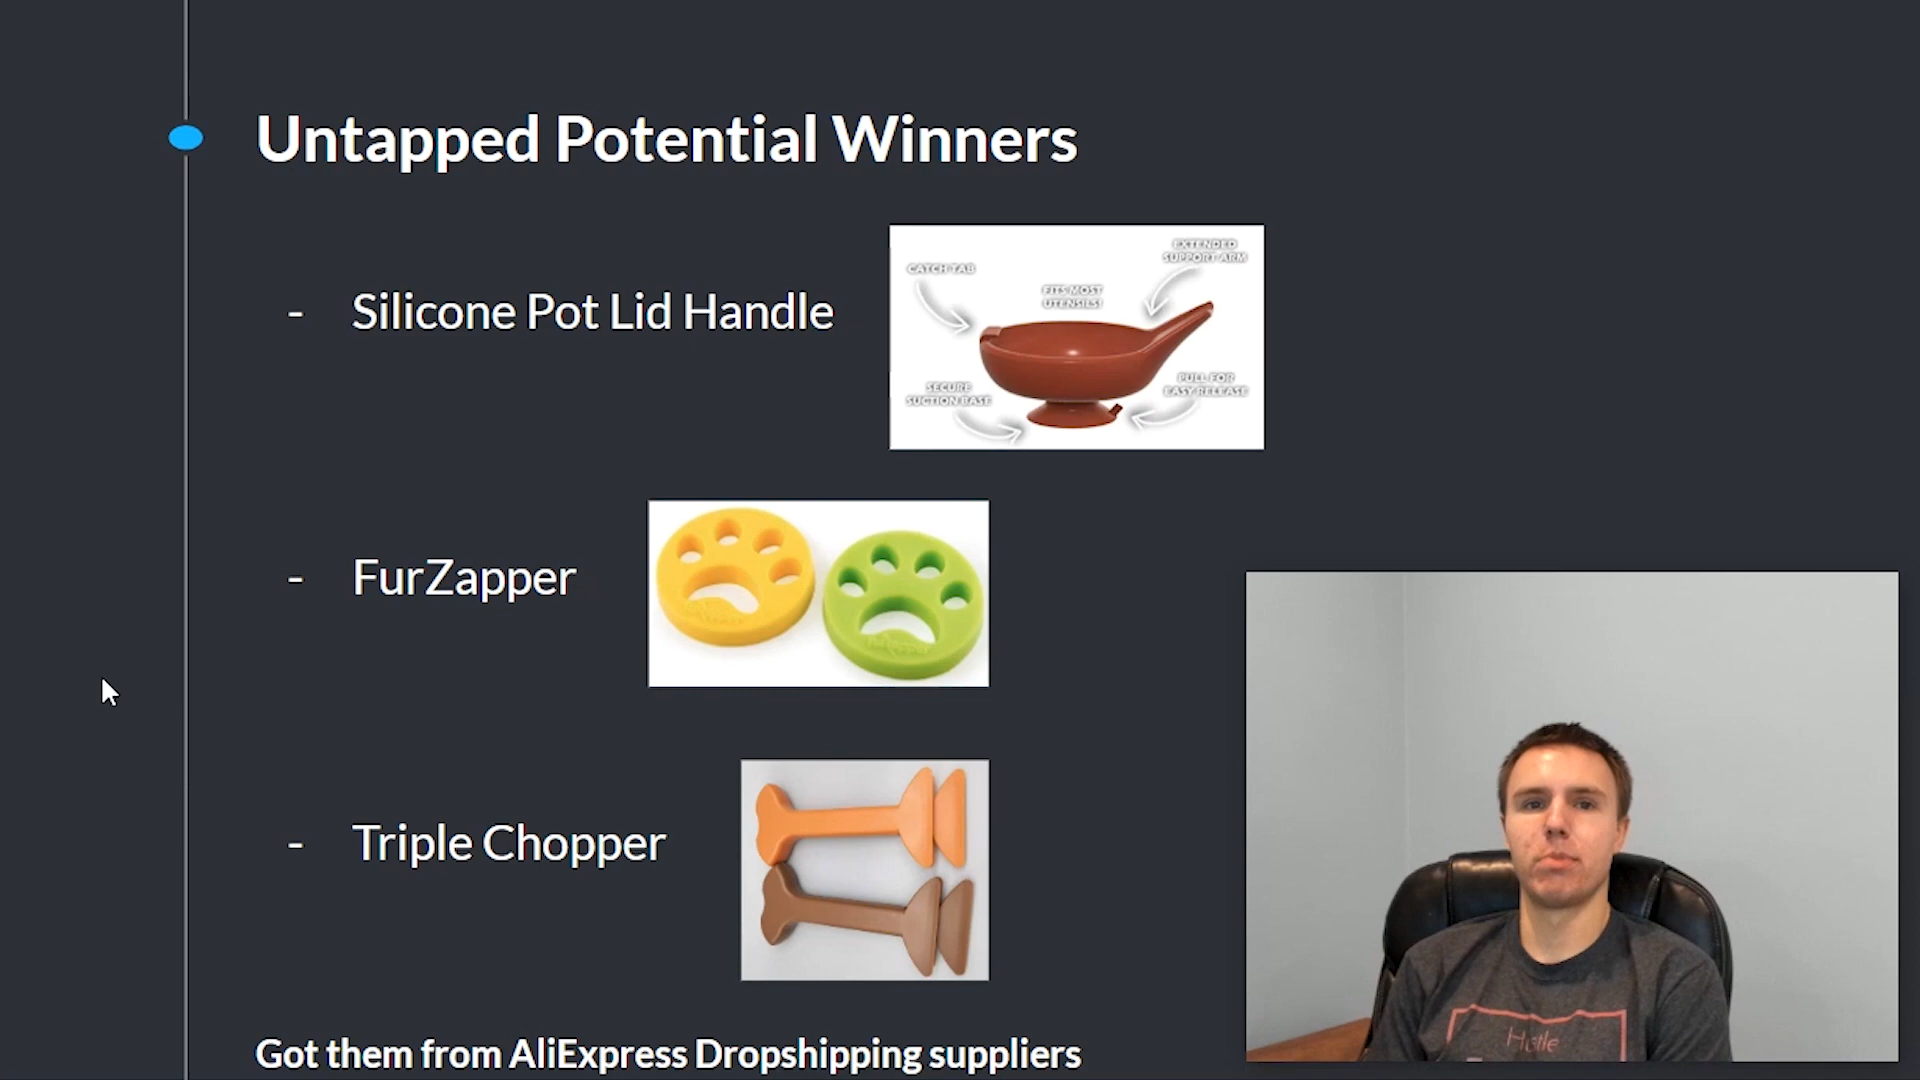 Untapped Potential Winners
- Silicone Pot Lid Handle
CATCH TAB
EXTENDED
SUPPORT ARM
FITS MOST
UTENSILS!
SECURE
SUCTION BASE
PULL FOR
EASY RELEASE
- FurZapper
- Triple Chopper
Got them from AliExpress Dropshipping suppliers